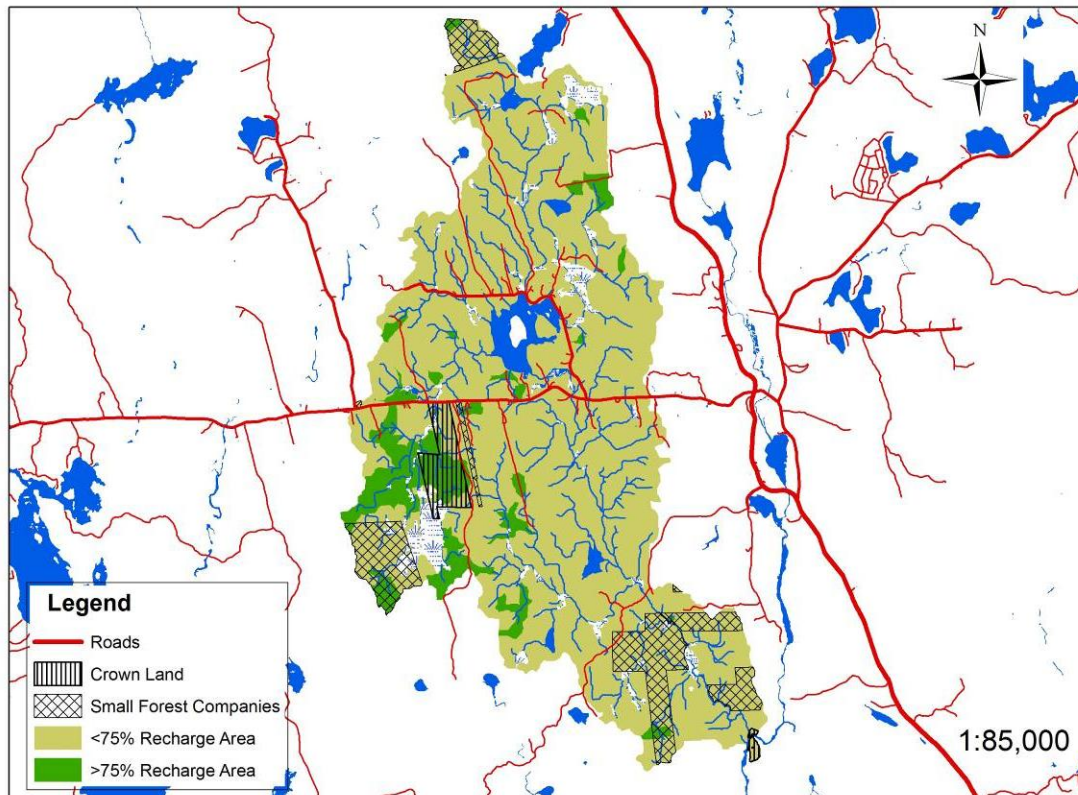 N
Legend
Roads
Crown Land
Small Forest Companies
<75% Recharge Area
>75% Recharge Area
1:85,000